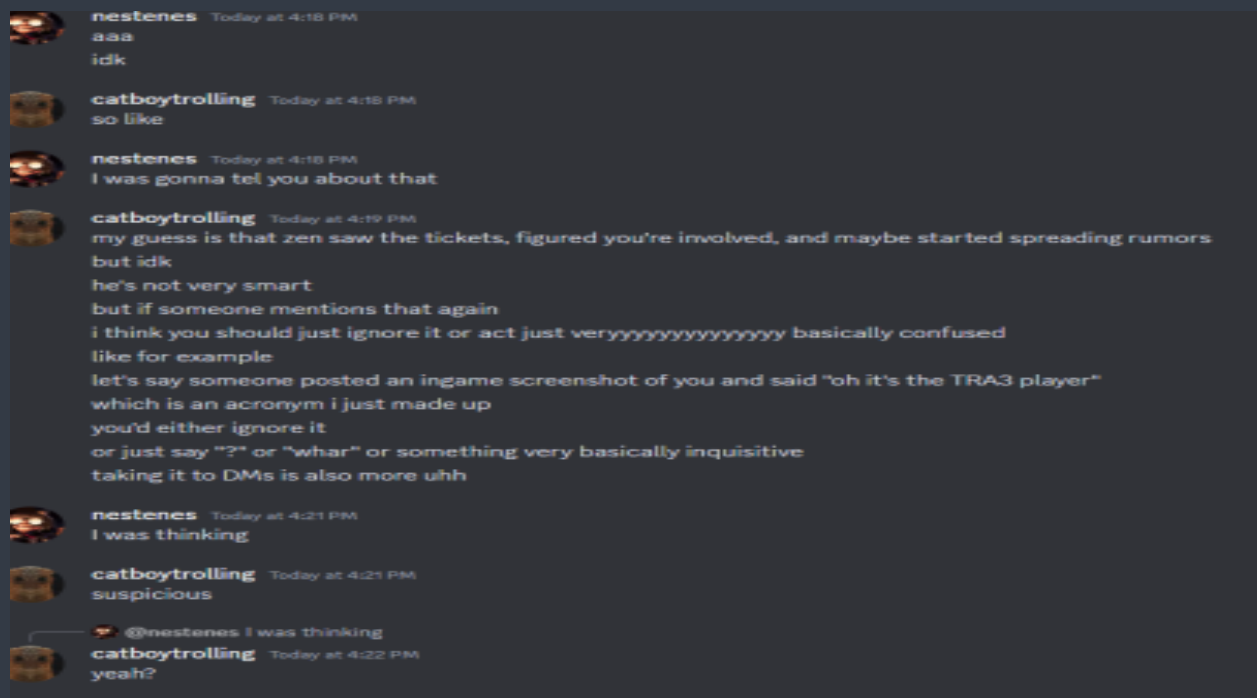 nestenes Today at 4:18 PM
aaa
idk
catboytrolling Today at 4:18 PM
so like
nestenes Today at 4:18 PM
I was gonna tel you about that
catboytrolling Today at 4:19 PM
my guess is that zen saw the tickets, figured you're involved, and maybe started spreading rumors
but idk
he's not very smart
but if someone mentions that again
i think you should just ignore it or act just veryyyyyyyyyyyyyyy basically confused
like for example
let's say someone posted an ingame screenshot of you and said "oh it's the TRA3 player"
which is an acronym i just made up
you'd either ignore it
or just say "?" or "whar" or something very basically inquisitive
taking it to DMs is also more uhh
nestenes Today at 4:21 PM
I was thinking
catboytrolling Today at 4:21 PM
suspicious
@nestenes I was thinking
catboytrolling Today at 4:22 PM
yeah?